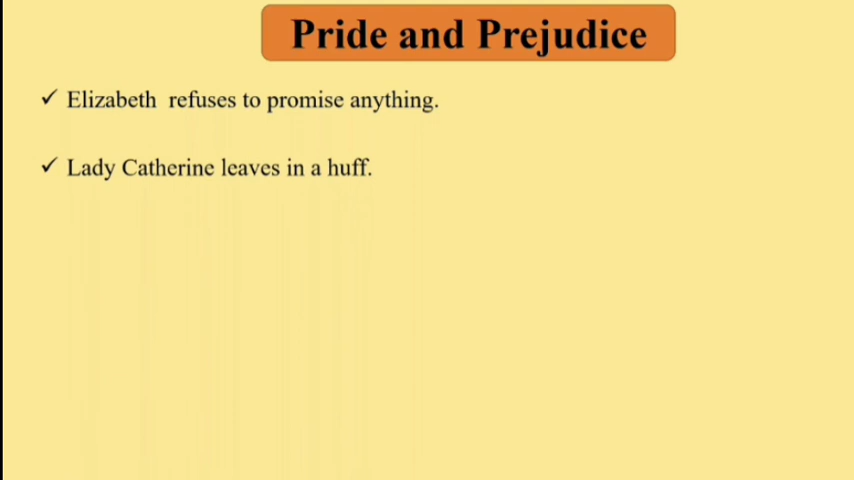 Pride and Prejudice
✓ Elizabeth refuses to promise anything.
✓ Lady Catherine leaves in a huff.